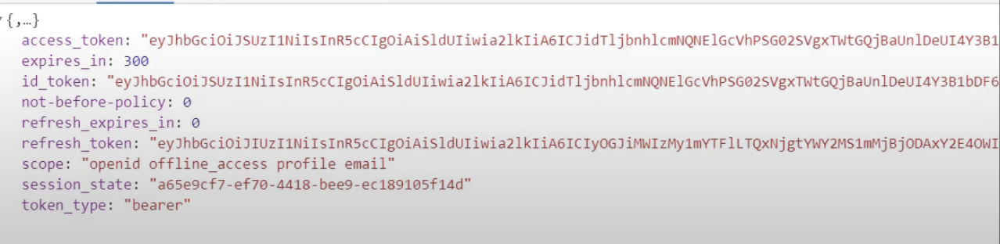 {,…}
access_token: "eyJhbGciOiJSUzI1NiIsInR5cCIgOiAiSldUIiwia2lkIiA6ICJidTljbnhlcmNQNElGcVhPSG02SVgxTWtGQjBaUnlDeUI4Y3B1
expires_in: 300
id_token: "eyJhbGciOiJSUzI1NiIsInR5cCIgOiAiSldUIiwia2lkIiA6ICJidTljbnhlcmNQNElGcVhPSG02SVgxTWtGQjBaUnlDeUI4Y3B1bDF6
not-before-policy: 0
refresh_expires_in: 0
refresh_token: "eyJhbGciOiJIUzI1NiIsInR5cCIgOiAiSldUIiwia2lkIiA6ICIyOGJiMWIzMy1mYTFlLTQxNjgtYWY2MS1mMjBjODAxY2E4OWI
scope: "openid offline_access profile email"
session_state: "a65e9cf7-ef70-4418-bee9-ec189105f14d"
token_type: "bearer"